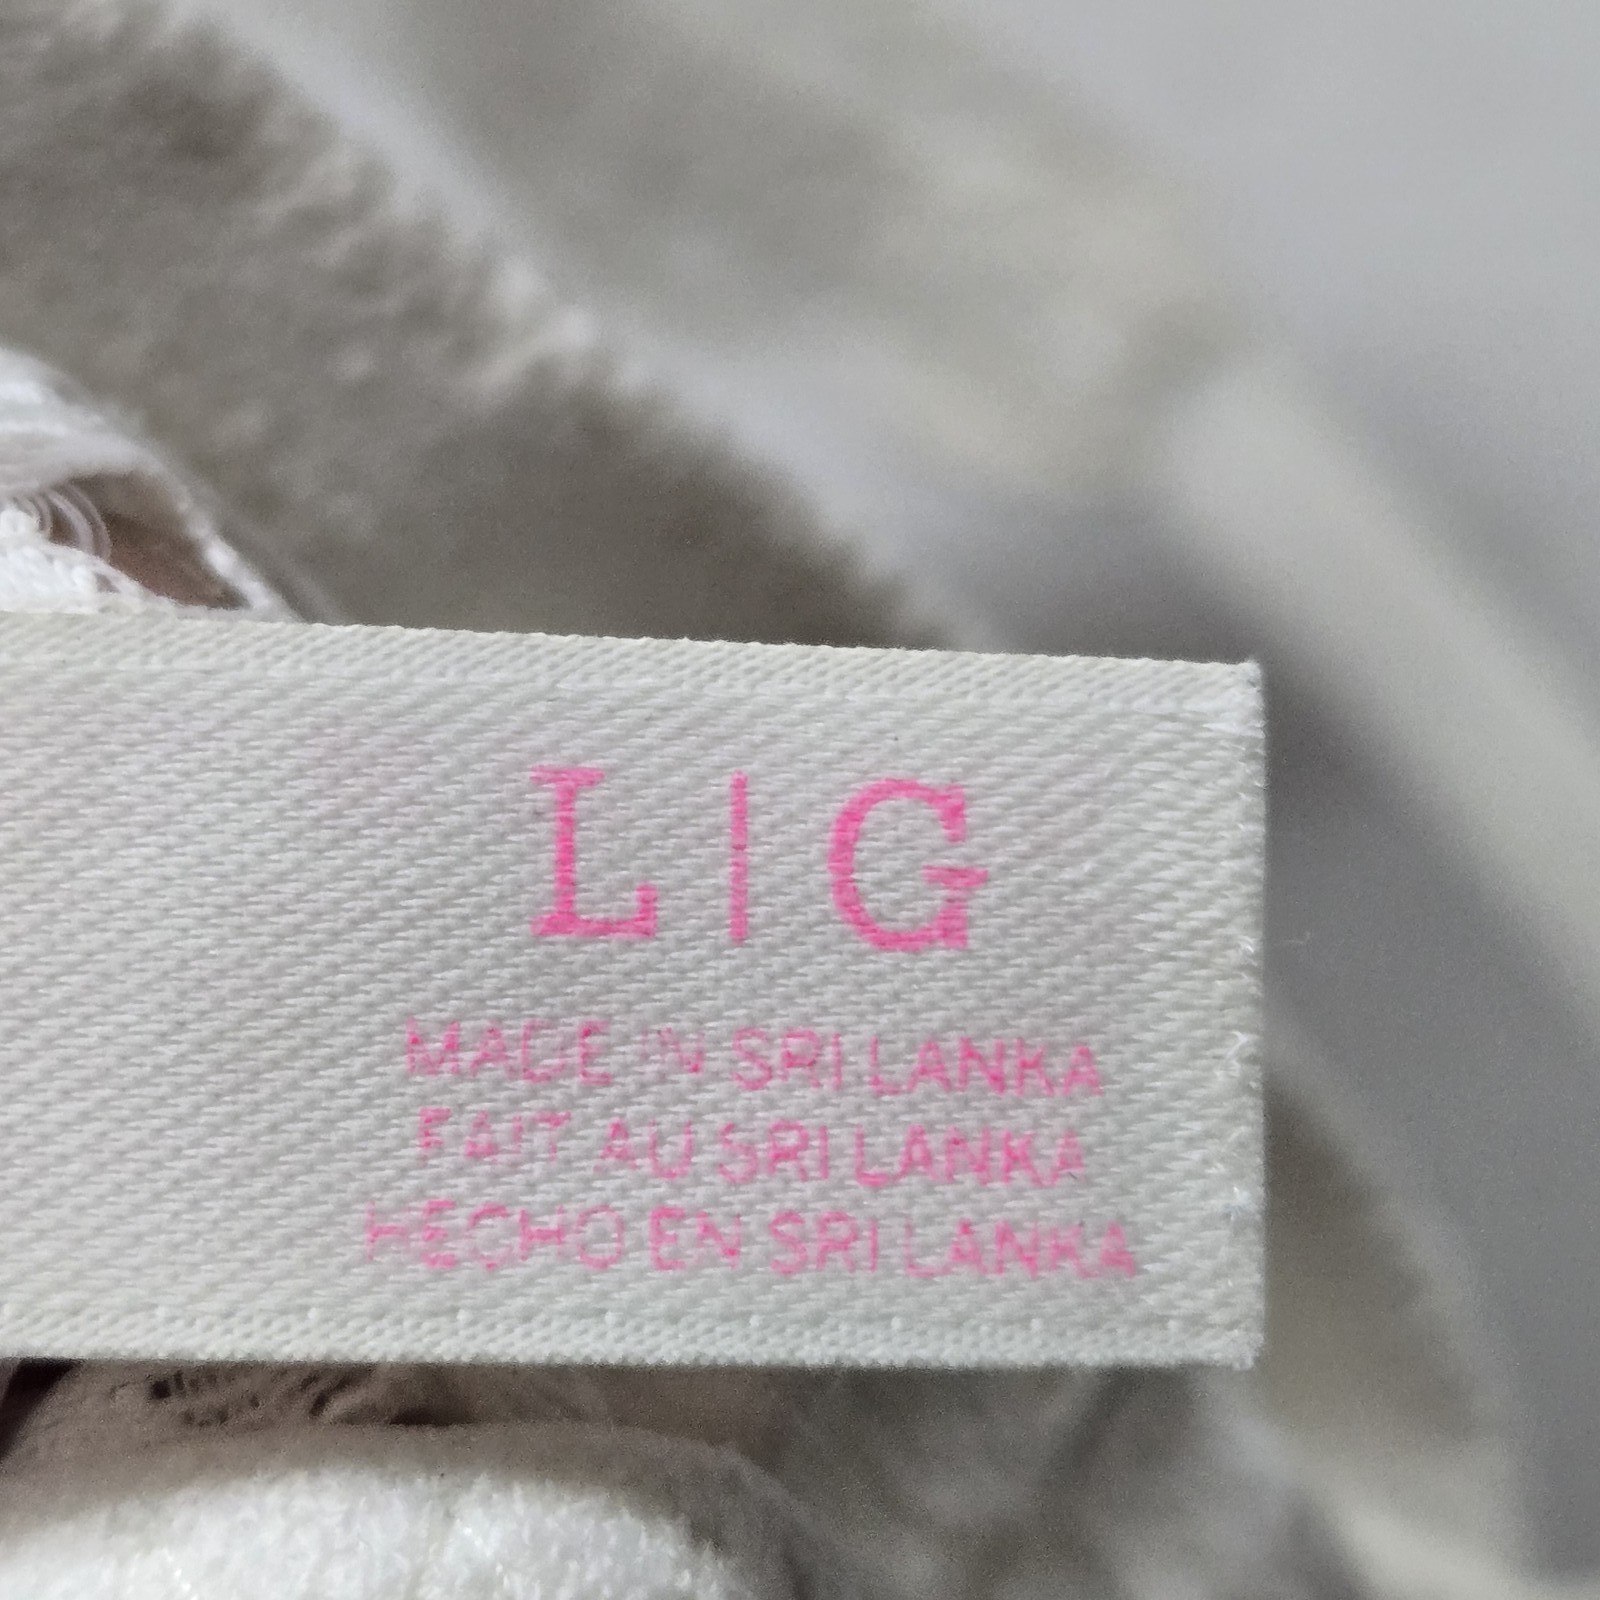 L | G
MADE IN SRI LANKA
FAIT AU SRI LANKA
HECHO EN SRI LANKA